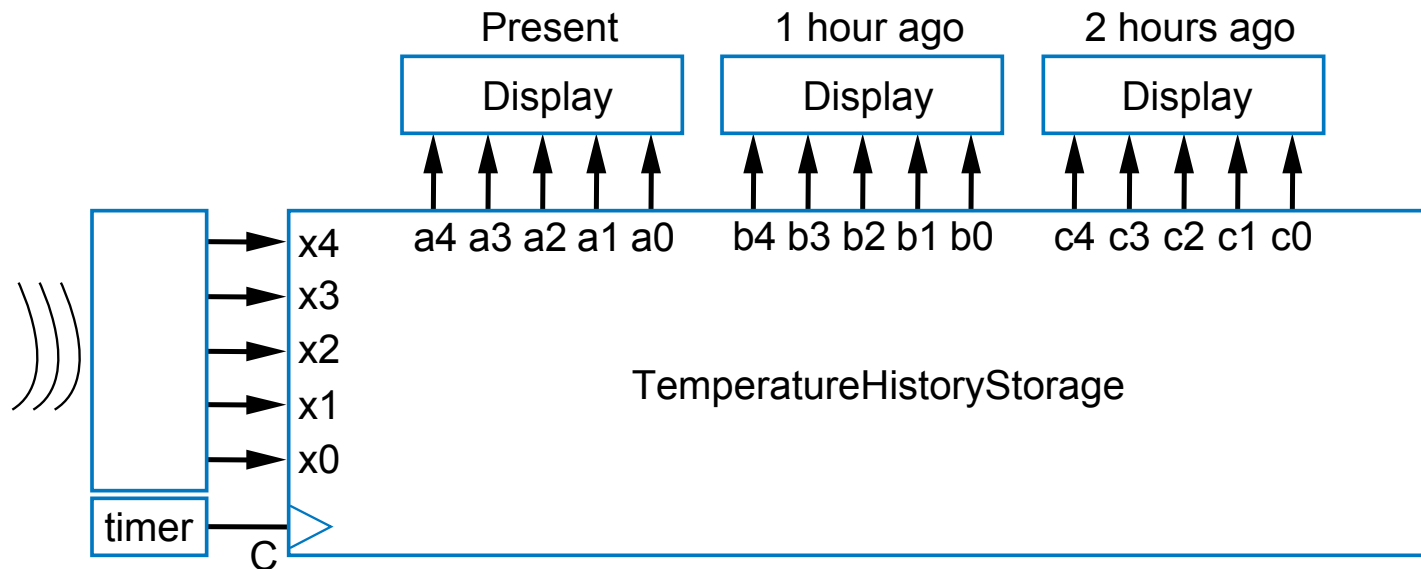 Present 1 hour ago 2 hours ago
Display Display Display
a4 a3 a2 a1 a0 b4 b3 b2 b1 b0 c4 c3 c2 c1 c0
x4
x3
x2
TemperatureHistoryStorage
x1
x0
timer
C